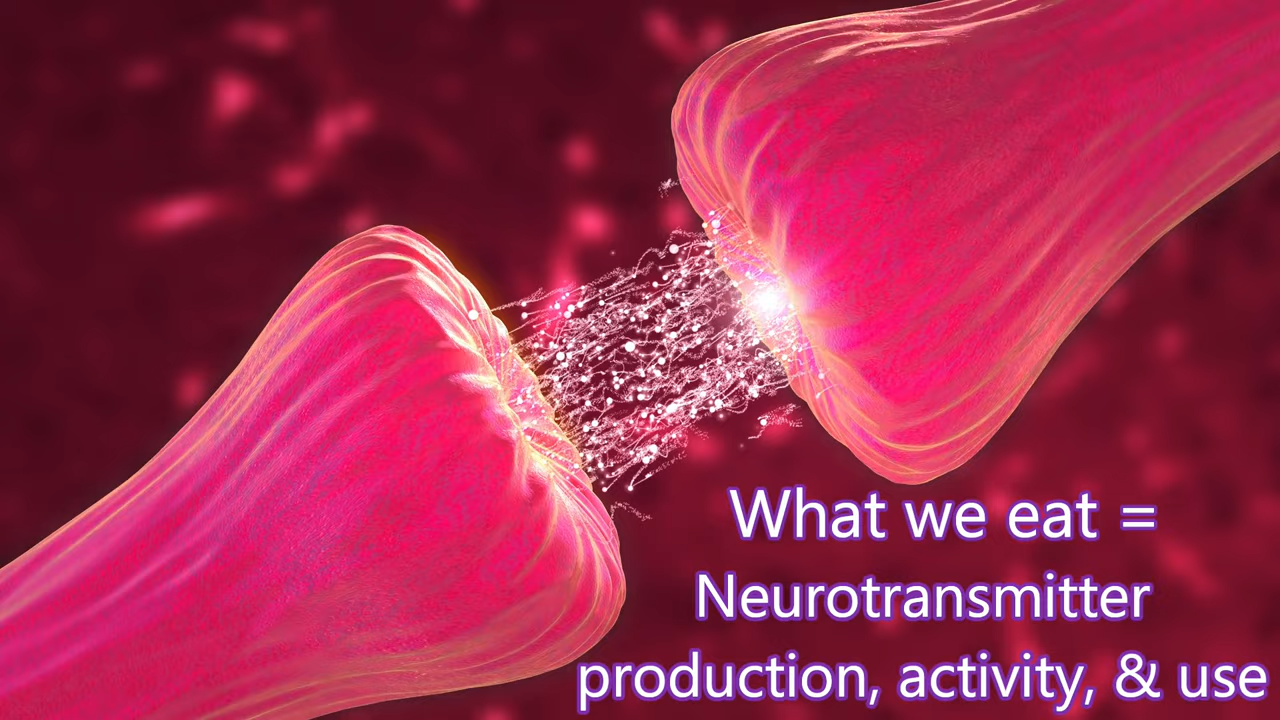 What we eat =
Neurotransmitter
production, activity, & use